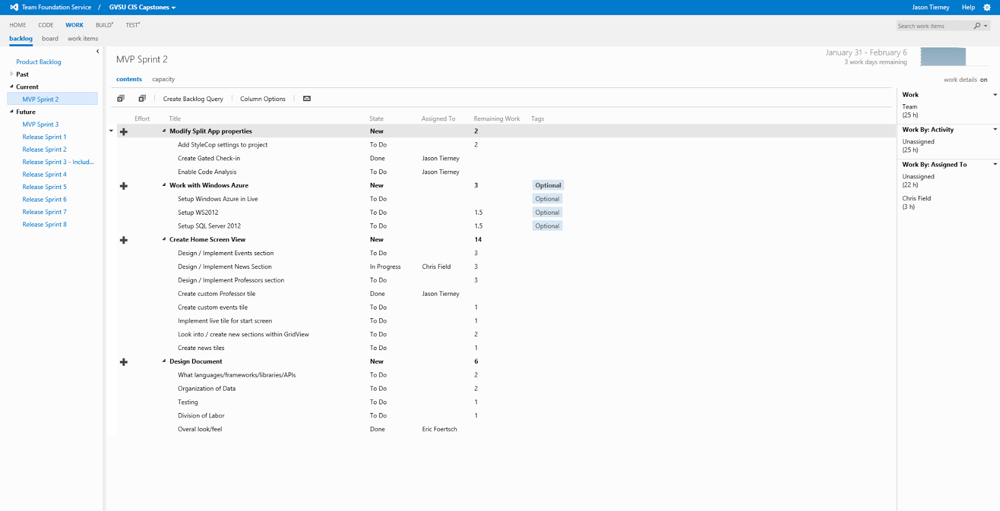 Team Foundation Service / GVSU CIS Capstones
Jason Tierney Help
HOME CODE WORK BUILD* TEST*
Search work items
backlog board work items
Product Backlog
Past
Current
MVP Sprint 2
Future
MVP Sprint 3
Release Sprint 1
Release Sprint 2
Release Sprint 3 - Includ...
Release Sprint 4
Release Sprint 5
Release Sprint 6
Release Sprint 7
Release Sprint 8
MVP Sprint 2
January 31 - February 6
3 work days remaining
contents capacity
work details on
Create Backlog Query Column Options
Effort Title State Assigned To Remaining Work Tags
Modify Split App properties New 2
Add StyleCop settings to project To Do 2
Create Gated Check-in Done Jason Tierney
Enable Code Analysis To Do Jason Tierney
Work with Windows Azure New 3 Optional
Setup Windows Azure in Live To Do Optional
Setup WS2012 To Do 1.5 Optional
Setup SQL Server 2012 To Do 1.5 Optional
Create Home Screen View New 14
Design / Implement Events section To Do 3
Design / Implement News Section In Progress Chris Field 3
Design / Implement Professors section To Do 3
Create custom Professor tile Done Jason Tierney
Create custom events tile To Do 1
Implement live tile for start screen To Do 1
Look into / create new sections within GridView To Do 2
Create news tiles To Do 1
Design Document New 6
What languages/frameworks/libraries/APIs To Do 2
Organization of Data To Do 2
Testing To Do 1
Division of Labor To Do 1
Overal look/feel Done Eric Foertsch
Work
Team
(25 h)
Work By: Activity
Unassigned
(25 h)
Work By: Assigned To
Unassigned
(22 h)
Chris Field
(3 h)